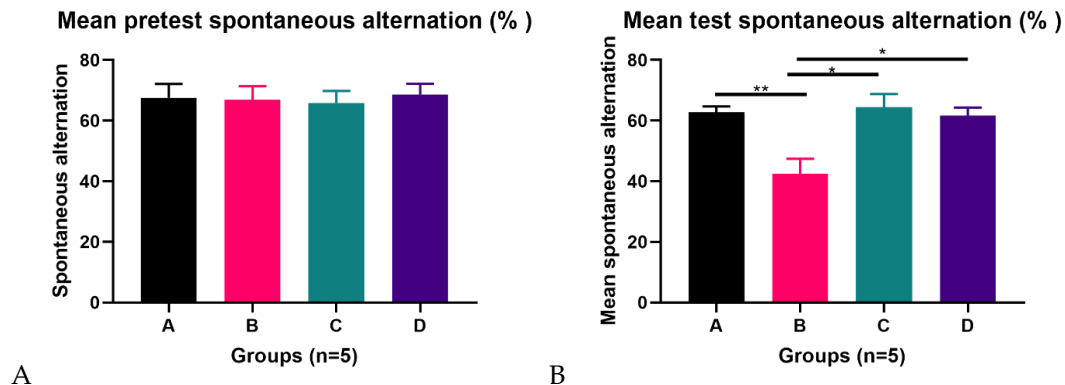 Mean pretest spontaneous alternation (% )
Spontaneous alternation
80
60
40
20
0
A B C D
Groups (n=5)
A
Mean test spontaneous alternation (% )
Mean spontaneous alternation
80
60
40
20
0
*
*
**
A B C D
Groups (n=5)
B